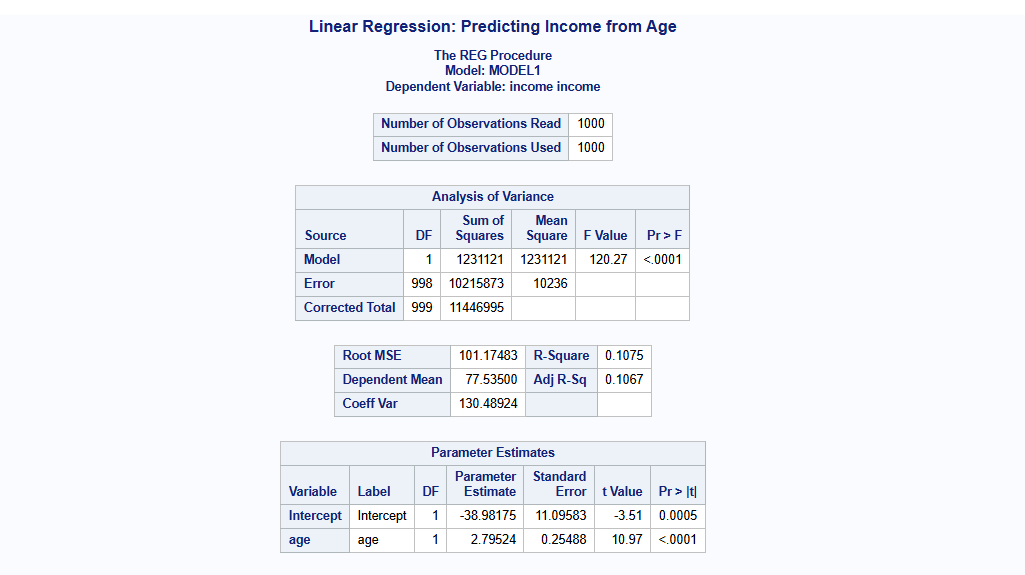 Linear Regression: Predicting Income from Age
The REG Procedure
Model: MODEL1
Dependent Variable: income income
Number of Observations Read 1000
Number of Observations Used 1000
Analysis of Variance
Source DF Sum of Squares Mean Square F Value Pr > F
Model 1 1231121 1231121 120.27 <.0001
Error 998 10215873 10236
Corrected Total 999 11446995
Root MSE 101.17483 R-Square 0.1075
Dependent Mean 77.53500 Adj R-Sq 0.1067
Coeff Var 130.48924
Parameter Estimates
Variable Label DF Parameter Estimate Standard Error t Value Pr > |t|
Intercept Intercept 1 -38.98175 11.09583 -3.51 0.0005
age age 1 2.79524 0.25488 10.97 <.0001